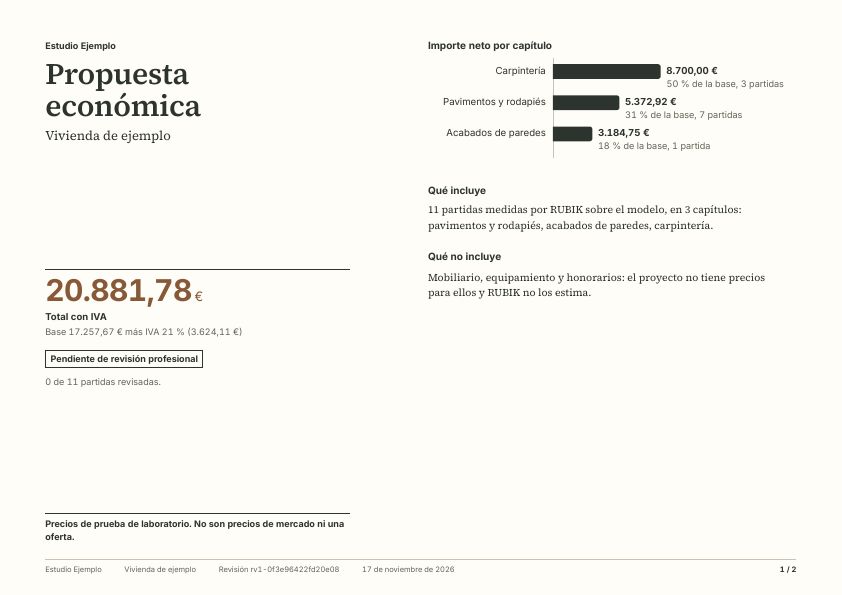 Estudio Ejemplo
Propuesta
económica
Vivienda de ejemplo
20.881,78 €
Total con IVA
Base 17.257,67 € más IVA 21 % (3.624,11 €)
Pendiente de revisión profesional
0 de 11 partidas revisadas.
Precios de prueba de laboratorio. No son precios de mercado ni una
oferta.
Importe neto por capítulo
Carpintería 8.700,00 €
50 % de la base, 3 partidas
Pavimentos y rodapiés 5.372,92 €
31 % de la base, 7 partidas
Acabados de paredes 3.184,75 €
18 % de la base, 1 partida
Qué incluye
11 partidas medidas por RUBIK sobre el modelo, en 3 capítulos:
pavimentos y rodapiés, acabados de paredes, carpintería.
Qué no incluye
Mobiliario, equipamiento y honorarios: el proyecto no tiene precios
para ellos y RUBIK no los estima.
Estudio Ejemplo Vivienda de ejemplo Revisión rv1-0f3e96422fd20e08 17 de noviembre de 2026 1 / 2